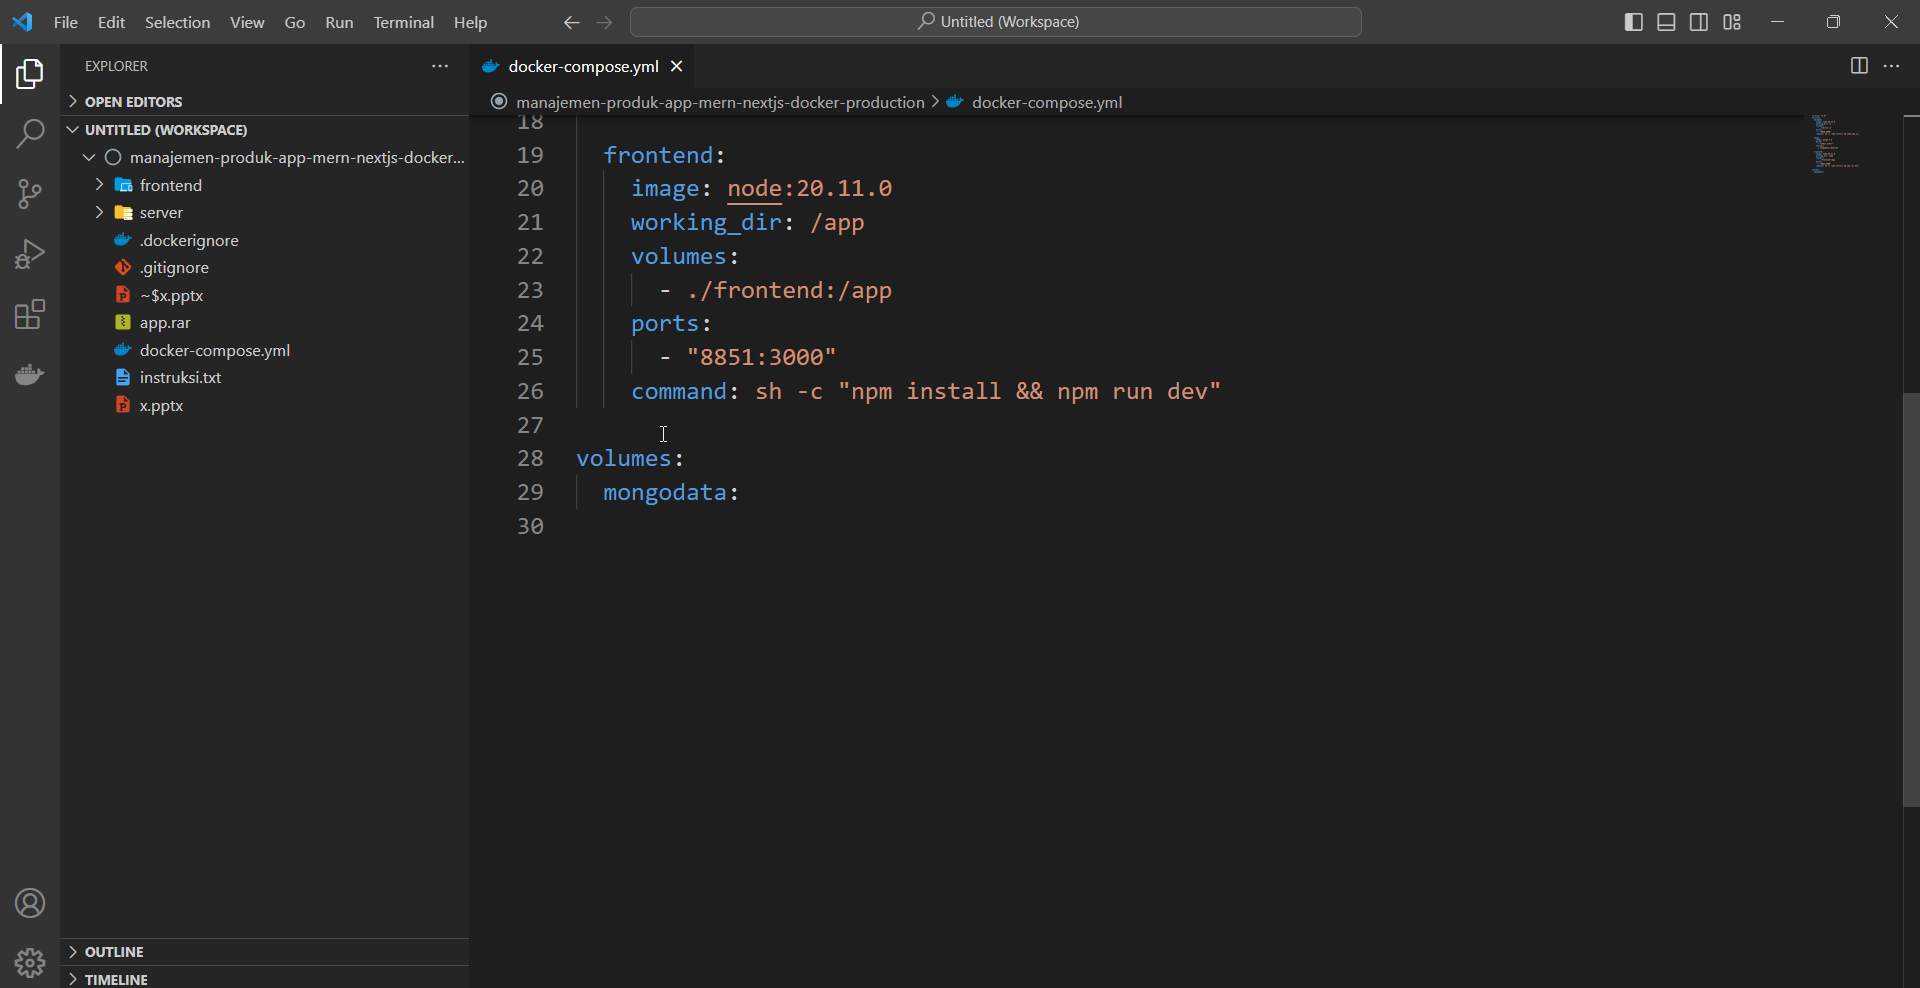 File Edit Selection View Go Run Terminal Help
Untitled (Workspace)
EXPLORER
OPEN EDITORS
UNTITLED (WORKSPACE)
manajemen-produk-app-mern-nextjs-docker...
frontend
server
.dockerignore
.gitignore
~$x.pptx
app.rar
docker-compose.yml
instruksi.txt
x.pptx
OUTLINE
TIMELINE
docker-compose.yml
manajemen-produk-app-mern-nextjs-docker-production > docker-compose.yml
18
19 frontend:
20 image: node:20.11.0
21 working_dir: /app
22 volumes:
23 - ./frontend:/app
24 ports:
25 - "8851:3000"
26 command: sh -c "npm install && npm run dev"
27
28 volumes:
29 mongodata:
30